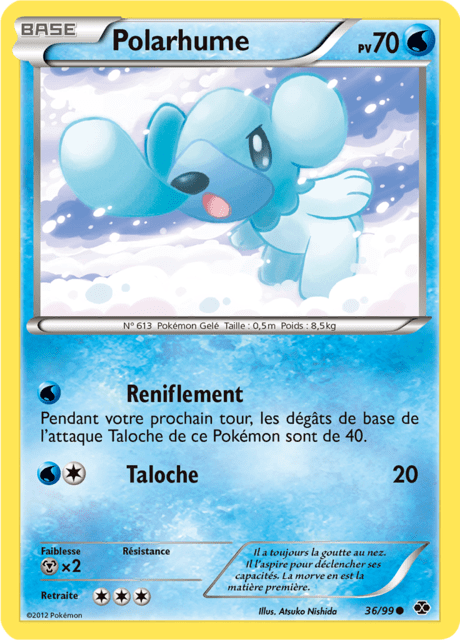 BASE
Polarhume
PV70
N° 613 Pokémon Gelé Taille : 0,5m Poids : 8,5kg
Reniflement
Pendant votre prochain tour, les dégâts de base de
l'attaque Taloche de ce Pokémon sont de 40.
Taloche 20
Faiblesse Résistance
×2
Il a toujours la goutte au nez.
Il l'aspire pour déclencher ses
capacités. La morve en est la
matière première.
Retraite
©2012 Pokémon
Illus. Atsuko Nishida
36/99